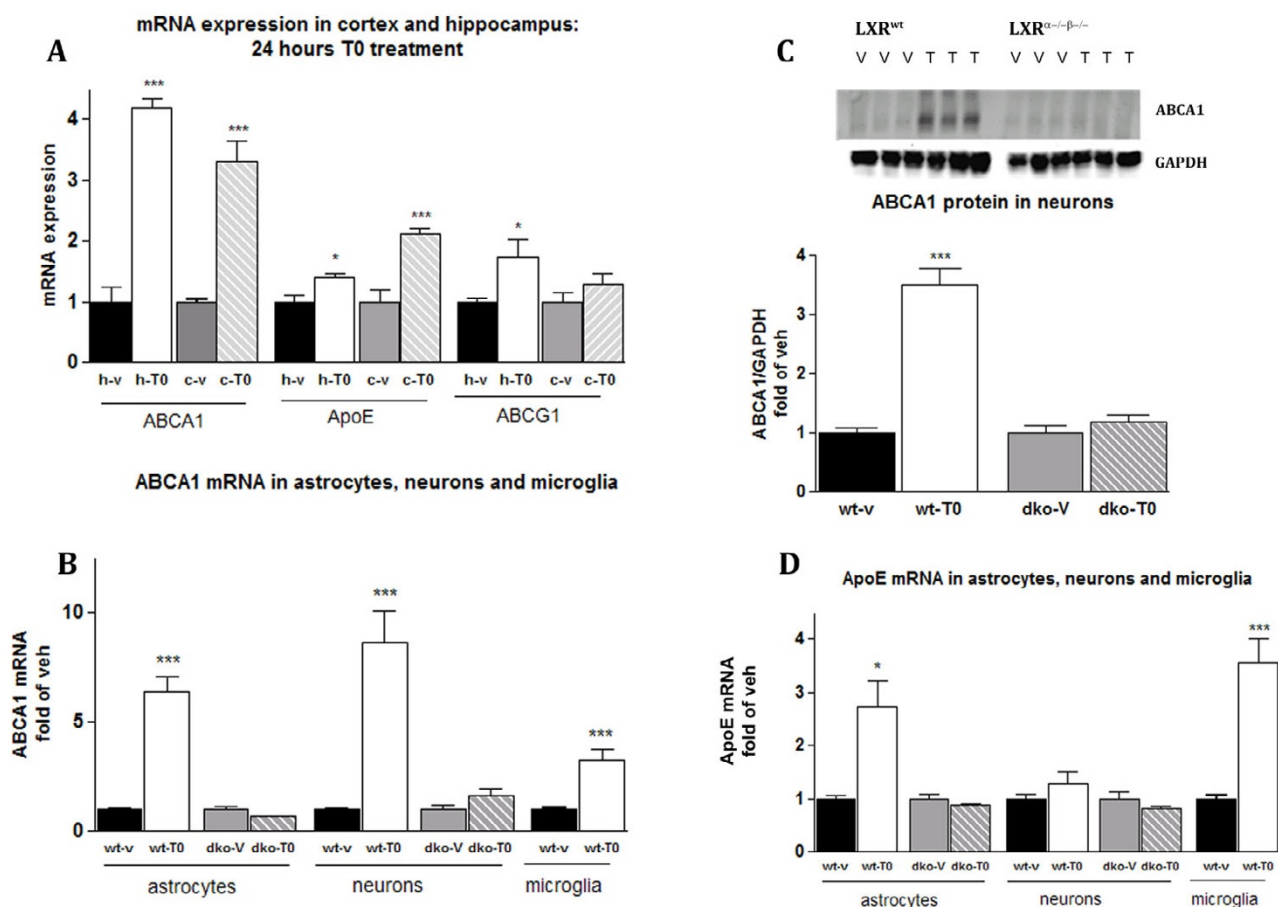 A
mRNA expression in cortex and hippocampus:
24 hours T0 treatment
mRNA expression
4
3
2
1
0
***
***
*
***
*
h-v h-T0 c-v c-T0 h-v h-T0 c-v c-T0 h-v h-T0 c-v c-T0
ABCA1 ApoE ABCG1
B
ABCA1 mRNA in astrocytes, neurons and microglia
ABCA1 mRNA
fold of veh
10
5
0
***
***
***
wt-v wt-T0 dko-V dko-T0 wt-v wt-T0 dko-V dko-T0 wt-v wt-T0
astrocytes neurons microglia
C
LXRwt LXRα-/-β-/-
V V V T T T V V V T T T
ABCA1
GAPDH
ABCA1 protein in neurons
ABCA1/GAPDH
fold of veh
4
3
2
1
0
***
wt-v wt-T0 dko-V dko-T0
D
ApoE mRNA in astrocytes, neurons and microglia
ApoE mRNA
fold of veh
4
3
2
1
0
*
***
wt-v wt-T0 dko-V dko-T0 wt-v wt-T0 dko-V dko-T0 wt-v wt-T0
astrocytes neurons microglia